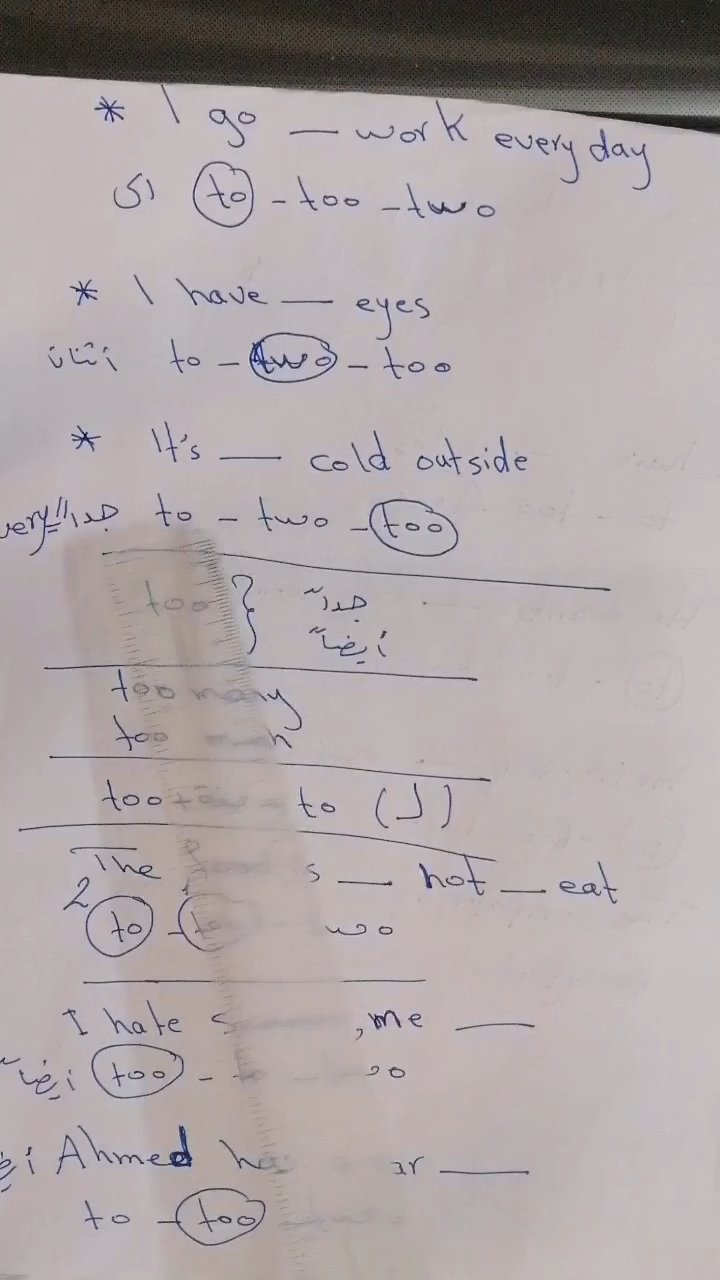 * I go — work every day
إلى to - too - two
* I have — eyes
اثنان to - two - too
* It's — cold outside
very جداً to - two - too
too } جداً
أيضاً
too many
too
too to (لـ)
The s — hot — eat
2
to - wo
I hate , me —
أيضاً too -
Ahmed —
to - too